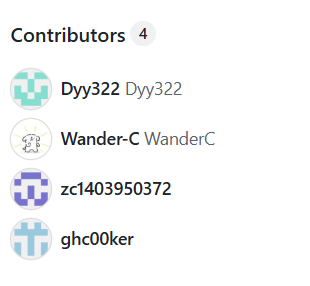 Contributors 4
Dyy322 Dyy322
Wander-C WanderC
zc1403950372
ghc00ker